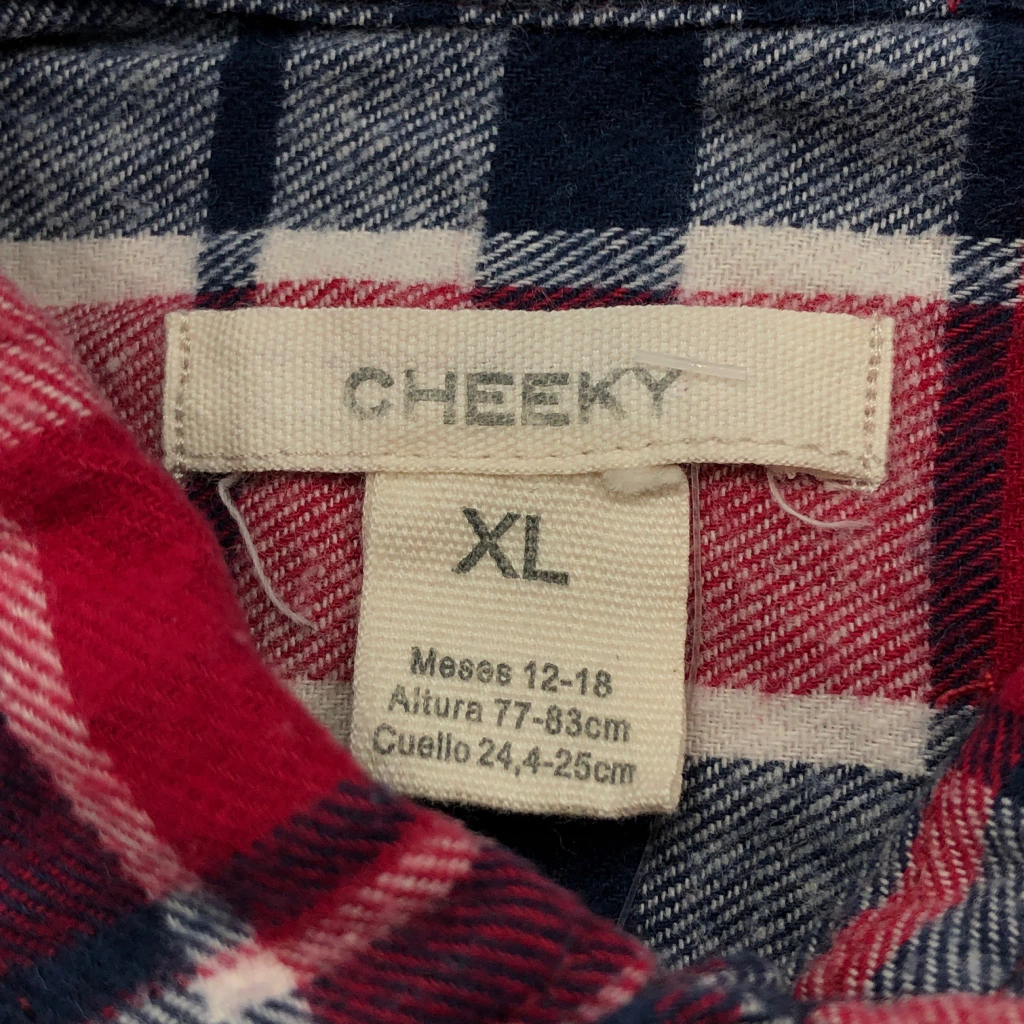 CHEEKY
XL
Meses 12-18
Altura 77-83cm
Cuello 24,4-25cm